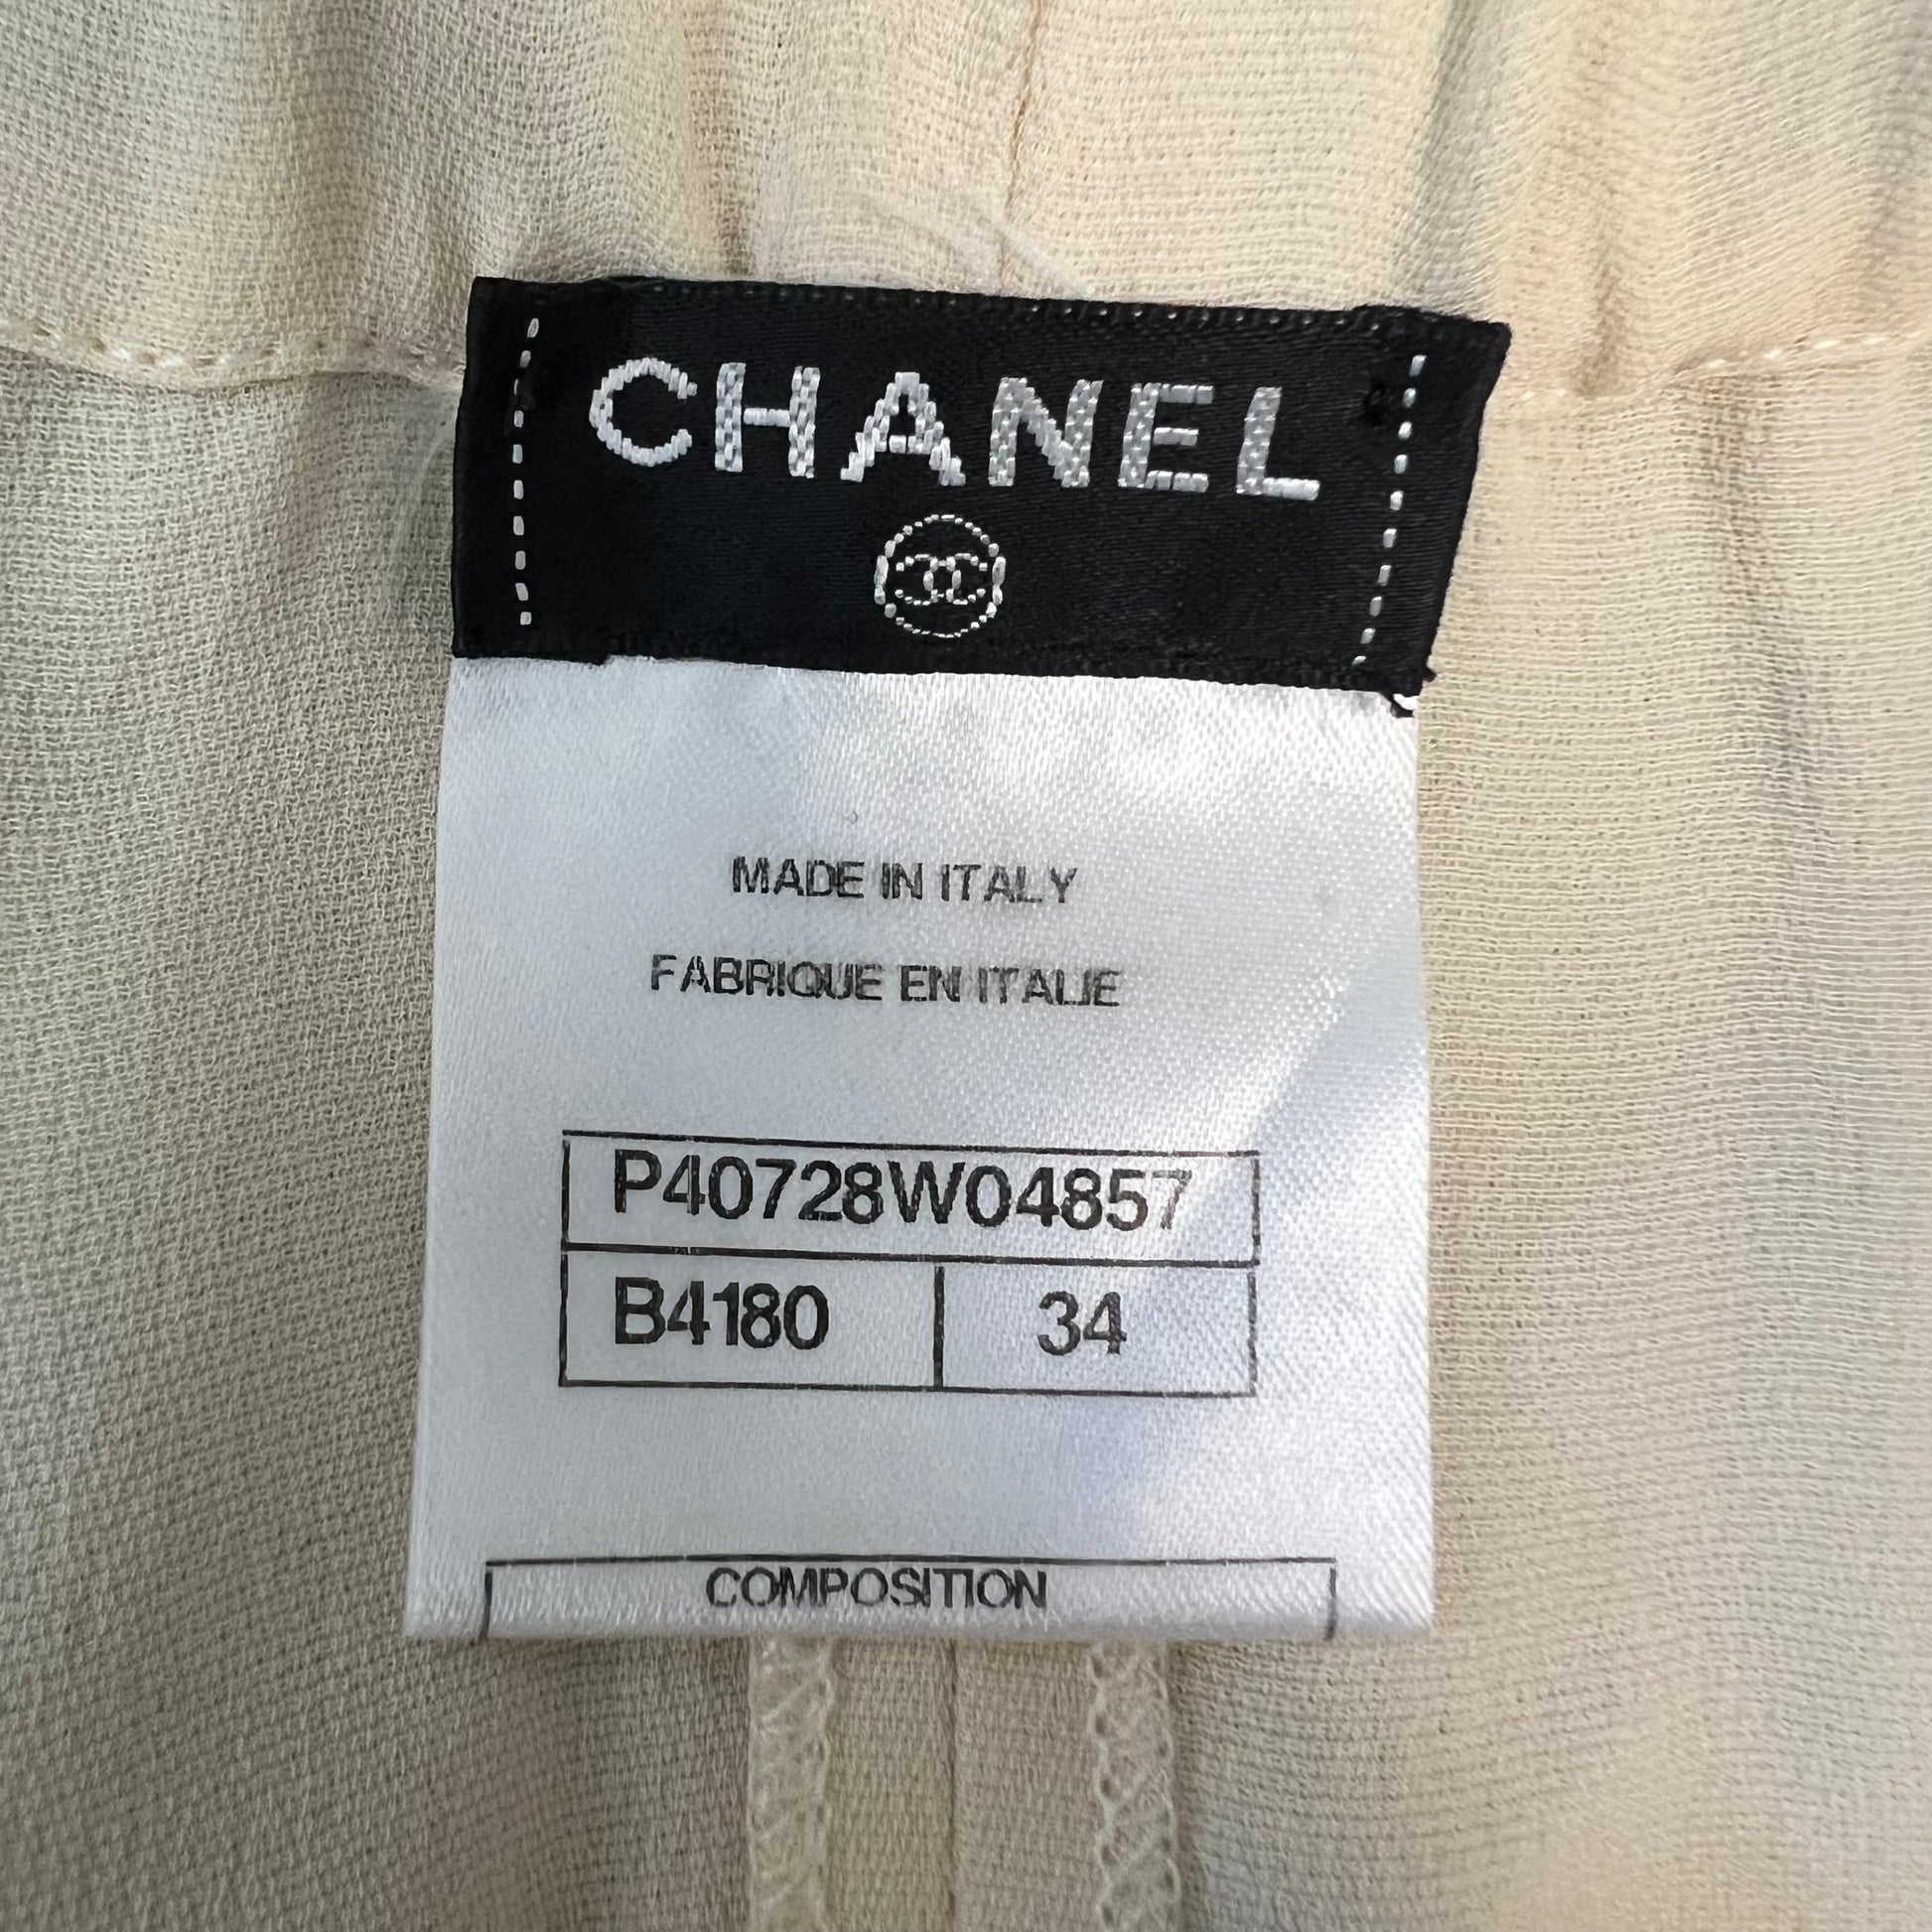 CHANEL
MADE IN ITALY
FABRIQUE EN ITALIE
P40728W04857
B4180 34
COMPOSITION